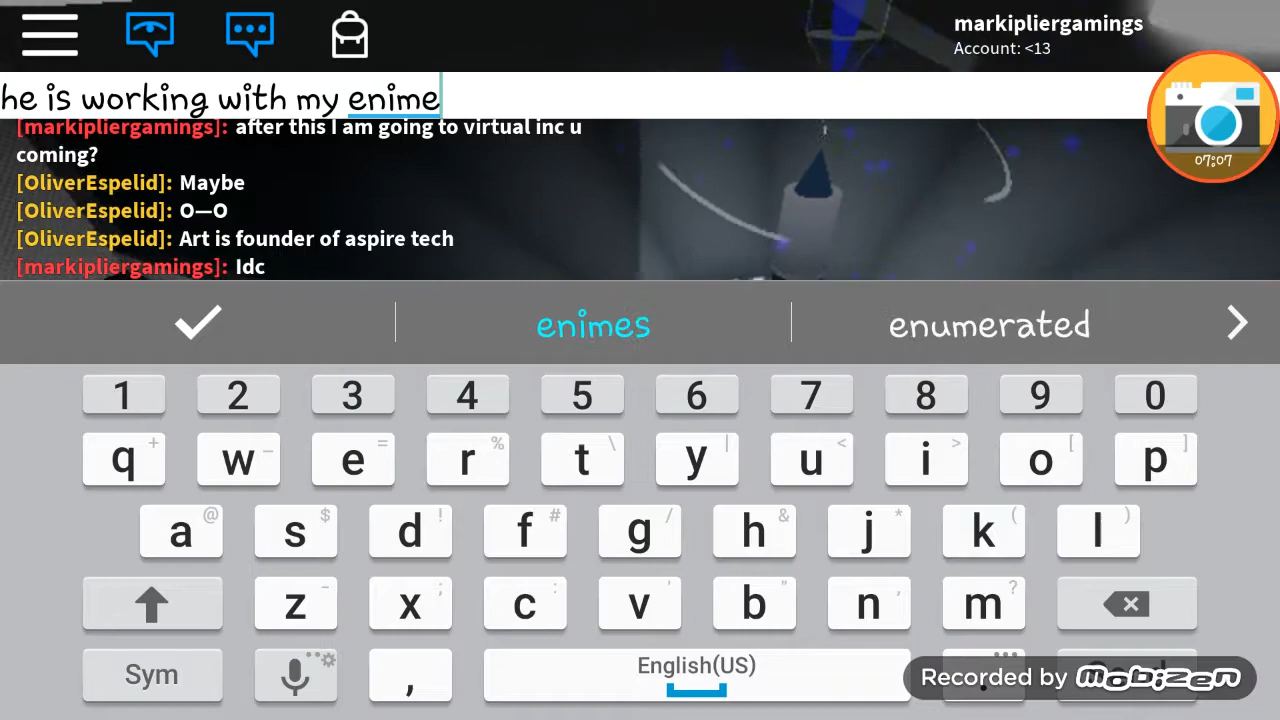 markipliergamings
Account: <13
he is working with my enime
07:07
[markipliergamings]: after this I am going to virtual inc u
coming?
[OliverEspelid]: Maybe
[OliverEspelid]: O—O
[OliverEspelid]: Art is founder of aspire tech
[markipliergamings]: Idc
enimes enumerated
1 2 3 4 5 6 7 8 9 0
q + w - e = r % t \ y | u < i > o [ p ]
a @ s $ d ! f # g / h & j * k ( l )
z - x ; c : v ' b " n , m ?
Sym , English(US) .
Recorded by mobizen